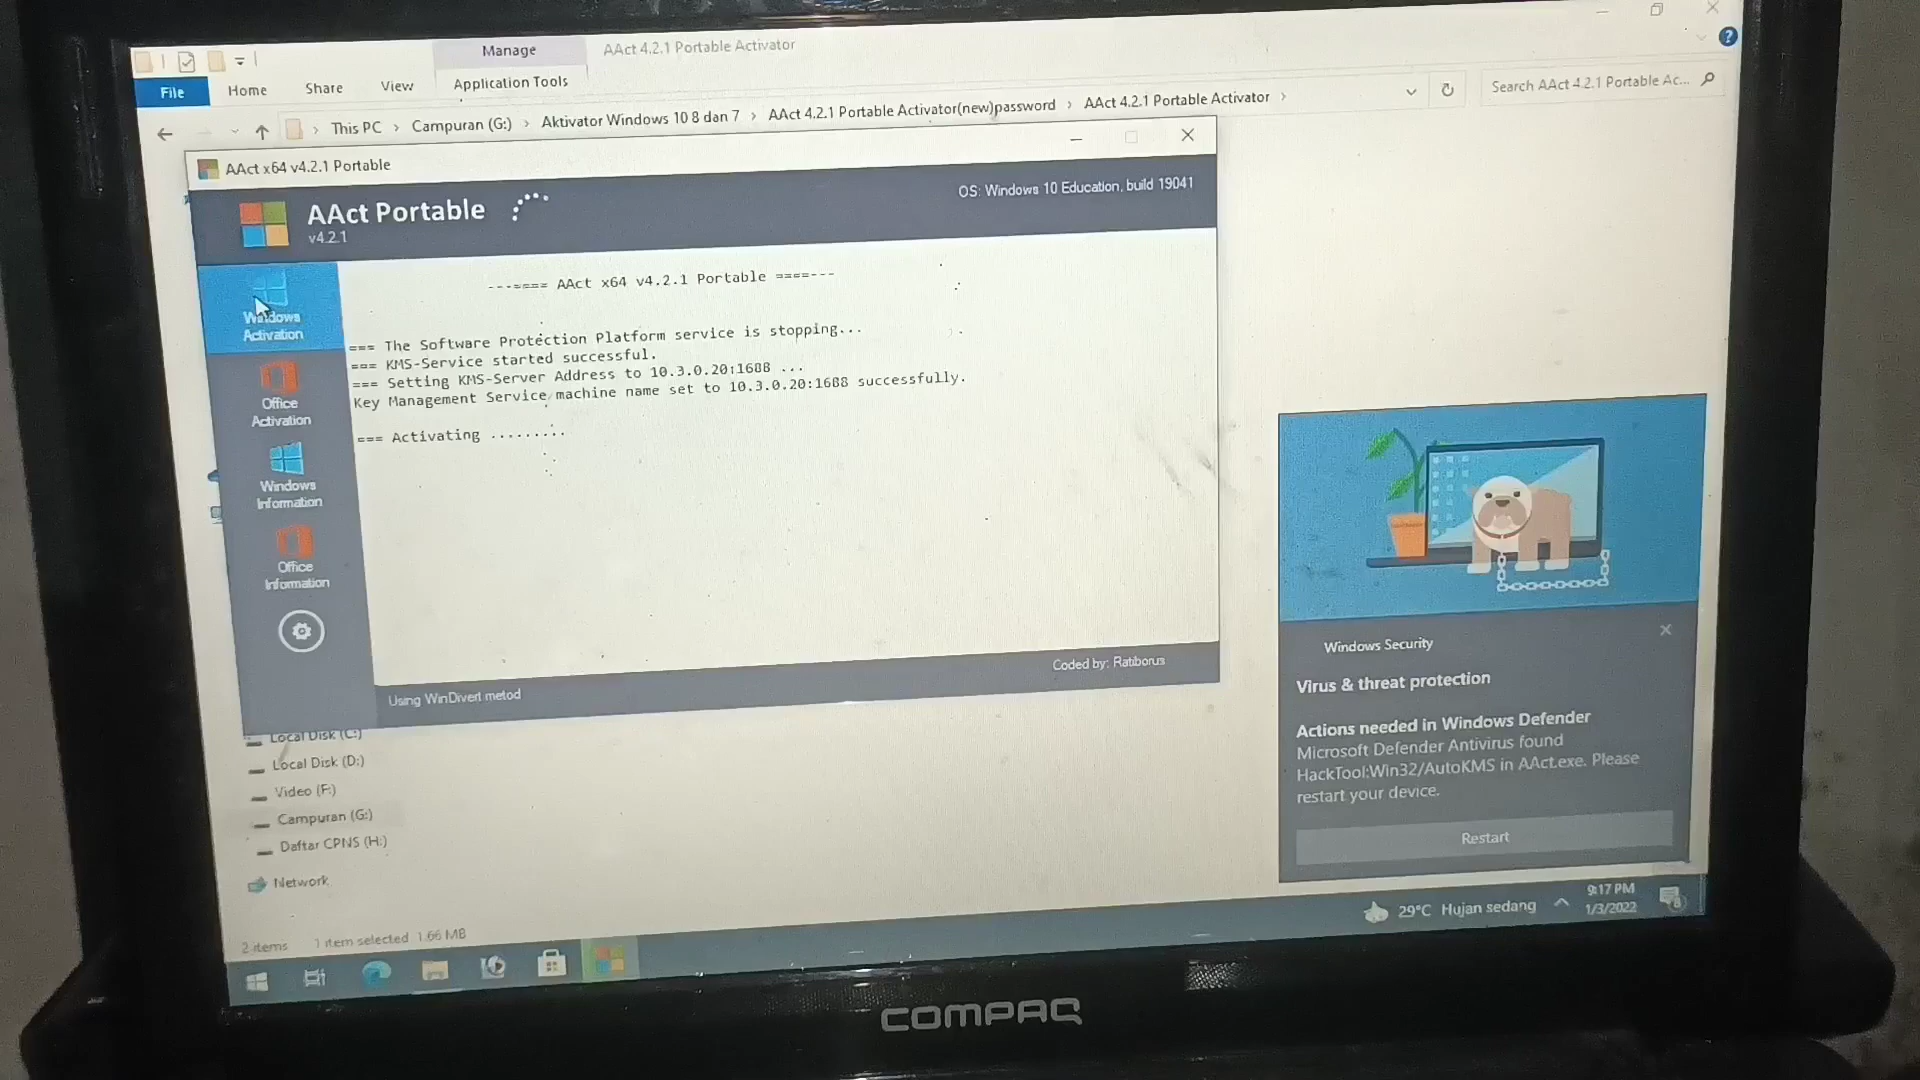 Manage
AAct 4.2.1 Portable Activator
File
Home
Share
View
Application Tools
This PC > Campuran (G:) > Aktivator Windows 10 8 dan 7 > AAct 4.2.1 Portable Activator(new)password > AAct 4.2.1 Portable Activator >
Search AAct 4.2.1 Portable Ac...
AAct x64 v4.2.1 Portable
AAct Portable
v4.2.1
OS: Windows 10 Education, build 19041
Windows
Activation
Office
Activation
Windows
Information
Office
Information
---==== AAct x64 v4.2.1 Portable ====---
=== The Software Protection Platform service is stopping...
=== KMS-Service started successful.
=== Setting KMS-Server Address to 10.3.0.20:1688 ...
Key Management Service machine name set to 10.3.0.20:1688 successfully.
=== Activating .........
Coded by: Ratiborus
Using WinDivert metod
Local Disk (C:)
Local Disk (D:)
Video (F:)
Campuran (G:)
Daftar CPNS (H:)
Network
2 items
1 item selected 1.66 MB
Windows Security
Virus & threat protection
Actions needed in Windows Defender
Microsoft Defender Antivirus found
HackTool:Win32/AutoKMS in AAct.exe. Please
restart your device.
Restart
29°C Hujan sedang
9:17 PM
1/3/2022
8
COMPAQ